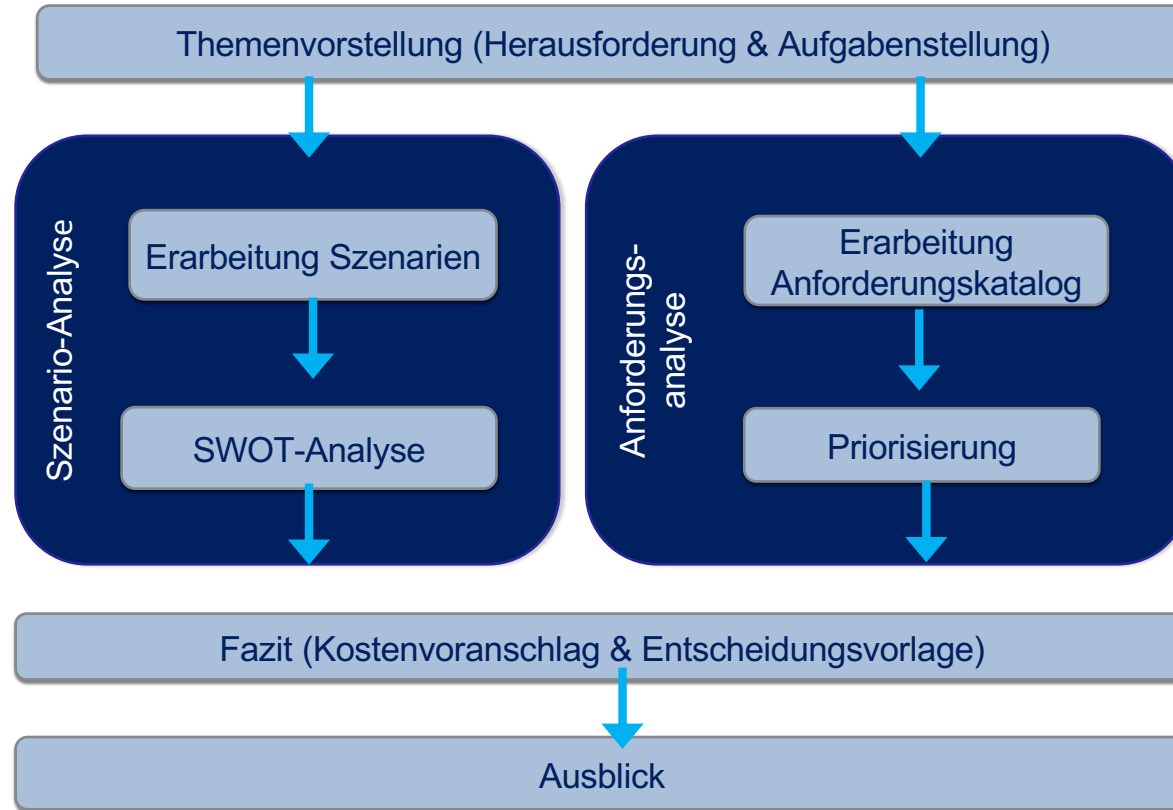 Themenvorstellung (Herausforderung & Aufgabenstellung)
Szenario-Analyse
Erarbeitung Szenarien
SWOT-Analyse
Anforderungs-
analyse
Erarbeitung
Anforderungskatalog
Priorisierung
Fazit (Kostenvoranschlag & Entscheidungsvorlage)
Ausblick